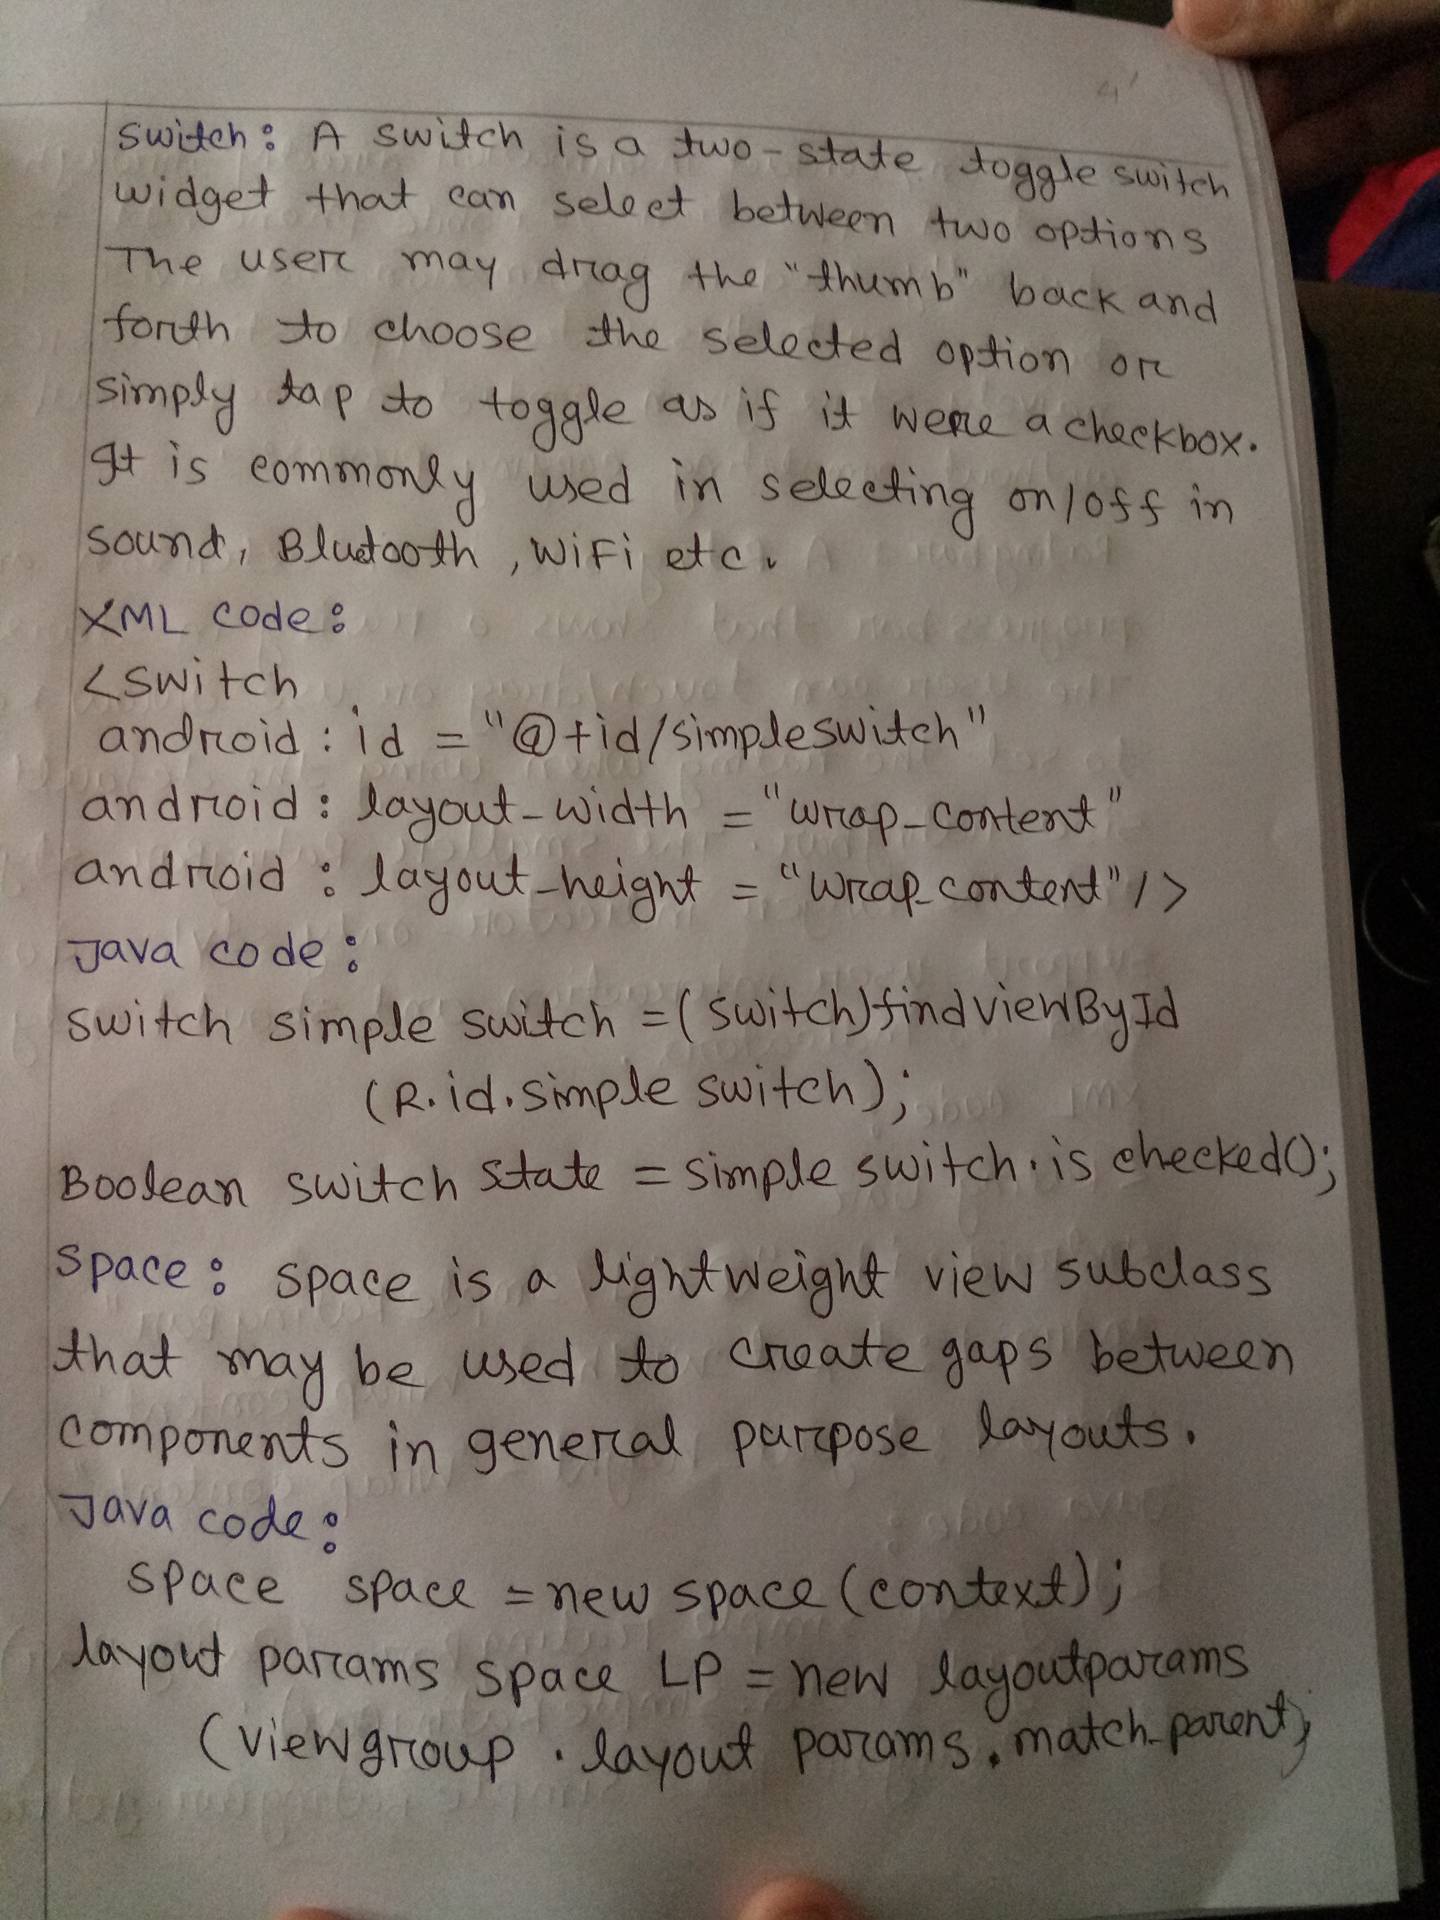 Switch: A switch is a two-state toggle switch
widget that can select between two options
The user may drag the "thumb" back and
forth to choose the selected option or
simply tap to toggle as if it were a checkbox.
It is commonly used in selecting on/off in
sound, Bluetooth, WiFi etc.
XML code:
<switch
android: id = "@+id/simpleswitch"
android: layout-width = "wrap-content"
android: layout-height = "wrap-content"/>
Java code:
switch simple switch =(switch)findviewById
(R.id.simple switch);
Boolean switch state = simple switch.is checked();
Space: space is a lightweight view subclass
that may be used to create gaps between
components in general purpose layouts.
Java code:
space space = new space(context);
layout params space LP = new layoutparams
(viewgroup . layout params . match-parent;